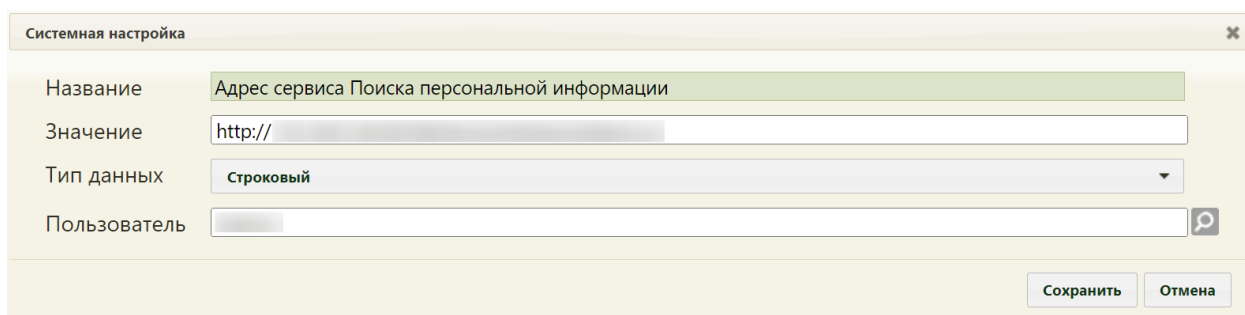 Системная настройка
Название Адрес сервиса Поиска персональной информации
Значение http://
Тип данных Строковый
Пользователь
Сохранить Отмена